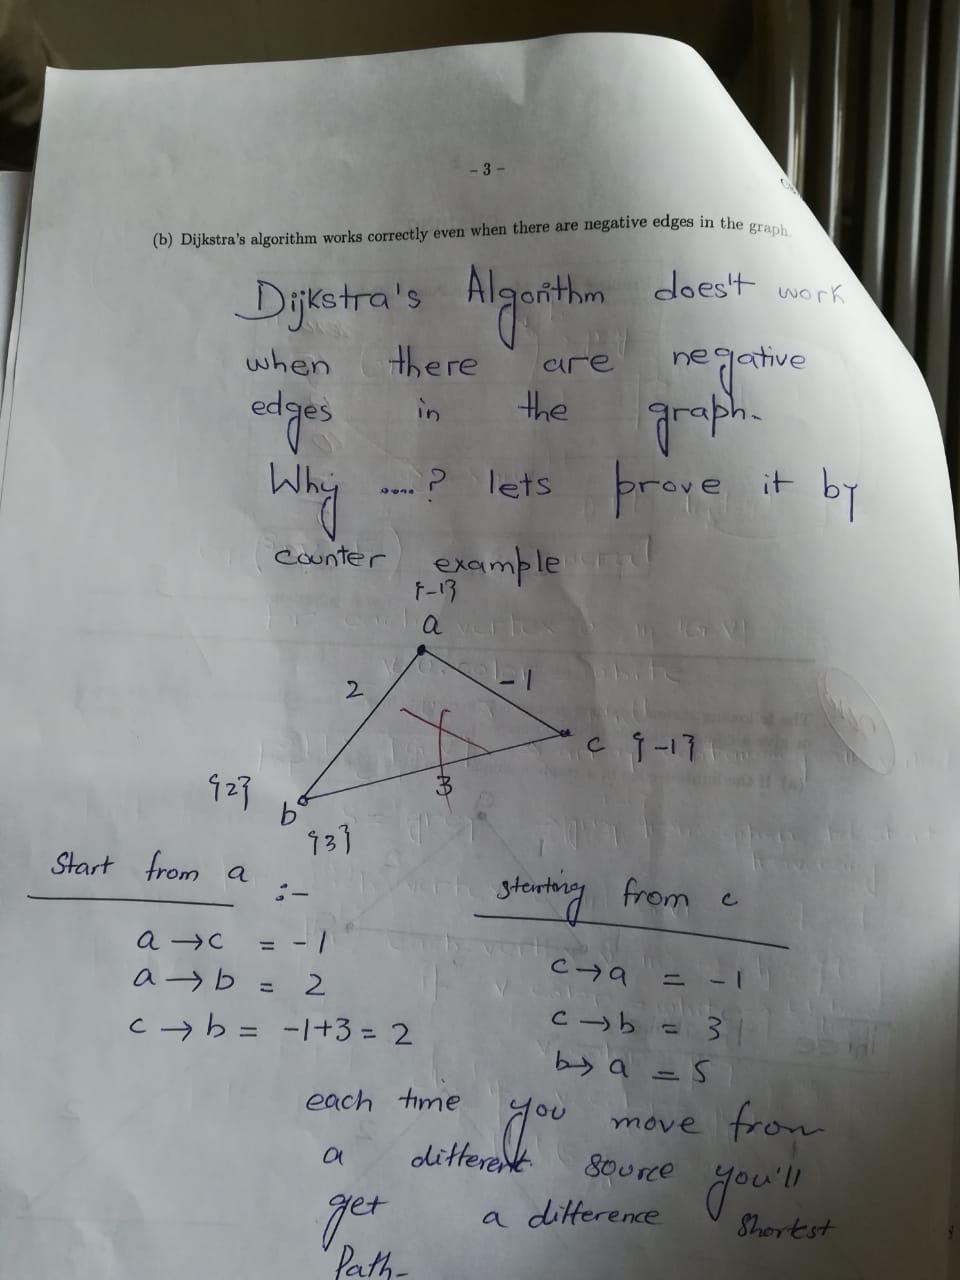 - 3 -
(b) Dijkstra's algorithm works correctly even when there are negative edges in the graph.
Dijkstra's Algorithm does't work
when there are negative
edges in the graph.
Why ....? lets prove it by
counter example
{-1}
a
2
-1
c {-1}
3
{2}
b
{3}
Start from a :-
a → c = -1
a → b = 2
c → b = -1+3 = 2
starting from c
c → a = -1
c → b = 3
b → a = 5
each time you move from
a different source you'll
get a difference shortest
Path-